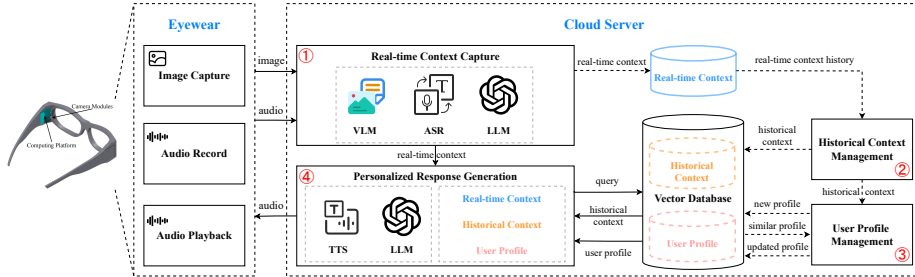 Eyewear
Cloud Server
Camera Modules
Computing Platform
Image Capture
Audio Record
Audio Playback
image
audio
audio
①
Real-time Context Capture
VLM
ASR
LLM
real-time context
real-time context
Real-time Context
real-time context history
historical
context
Historical Context
Management
②
historical context
④
Personalized Response Generation
T
TTS
LLM
Real-time Context
Historical Context
User Profile
query
historical
context
user profile
Historical
Context
Vector Database
User Profile
new profile
similar profile
updated profile
User Profile
Management
③